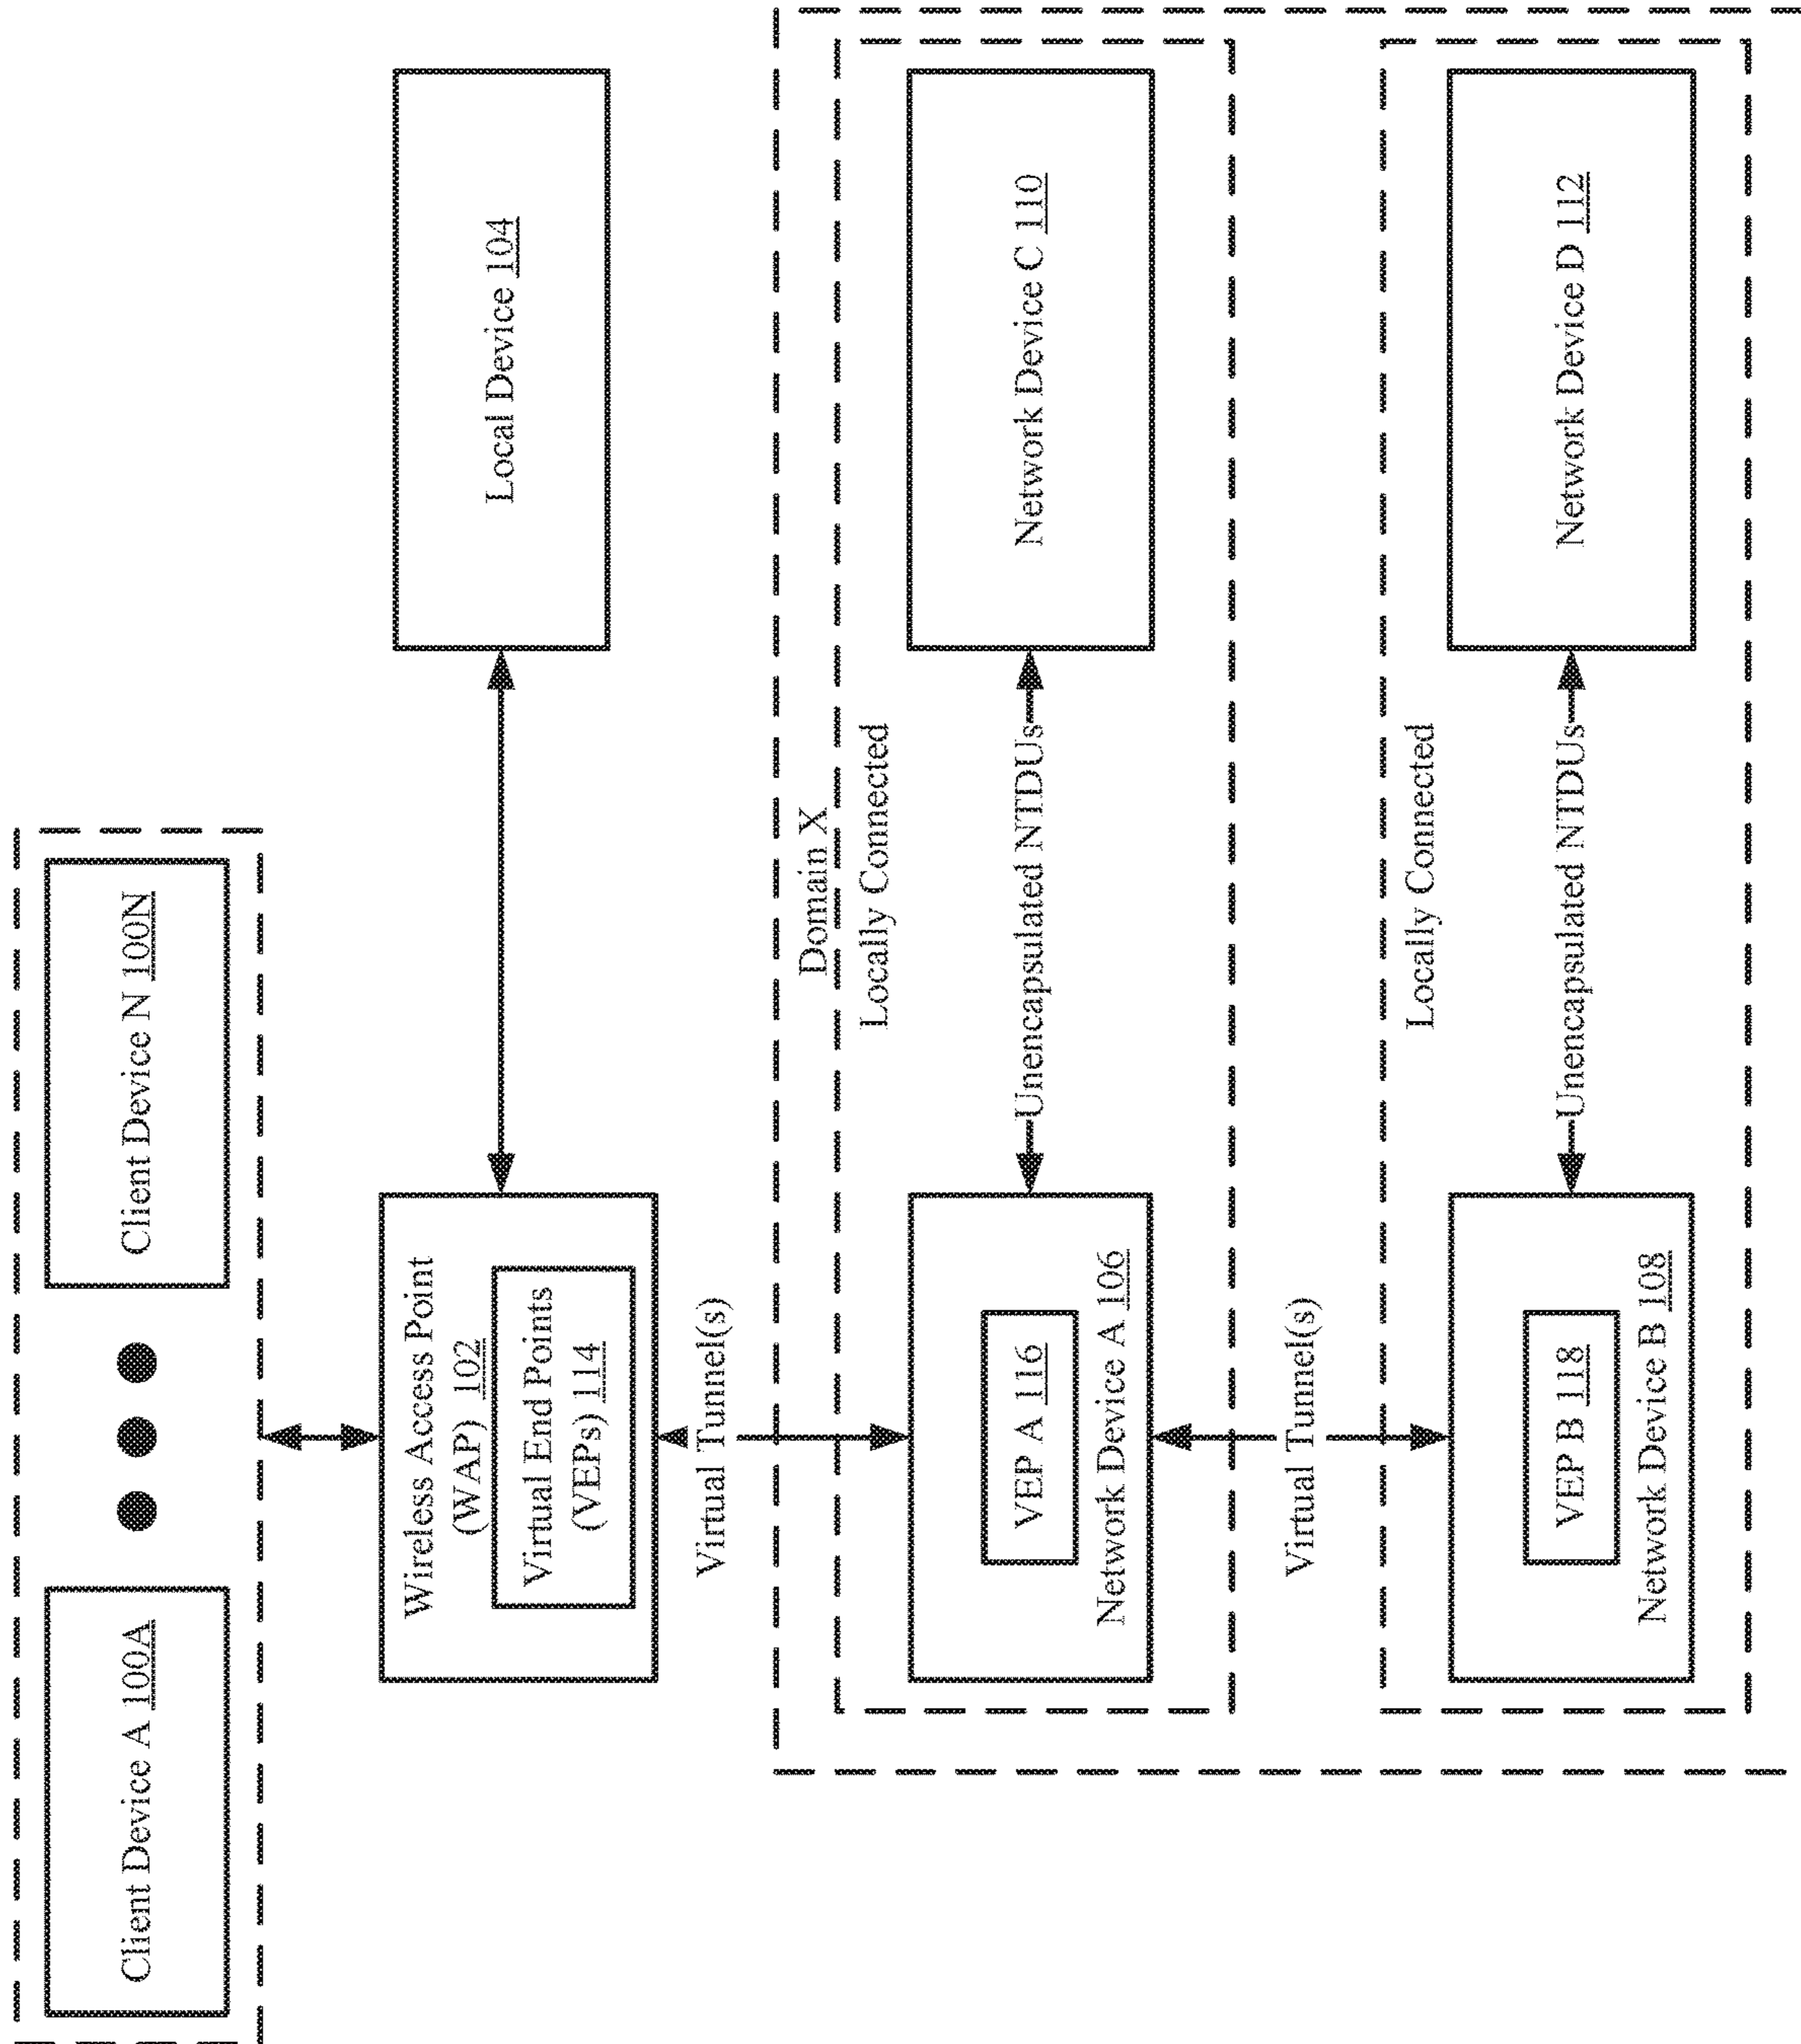 Client Device A 100A
Client Device N 100N
Wireless Access Point
(WAP) 102
Virtual End Points
(VEPs) 114
Local Device 104
Virtual Tunnel(s)
Domain X
Locally Connected
VEP A 116
Network Device A 106
Unencapsulated NTDUs
Network Device C 110
Virtual Tunnel(s)
Locally Connected
VEP B 118
Network Device B 108
Unencapsulated NTDUs
Network Device D 112